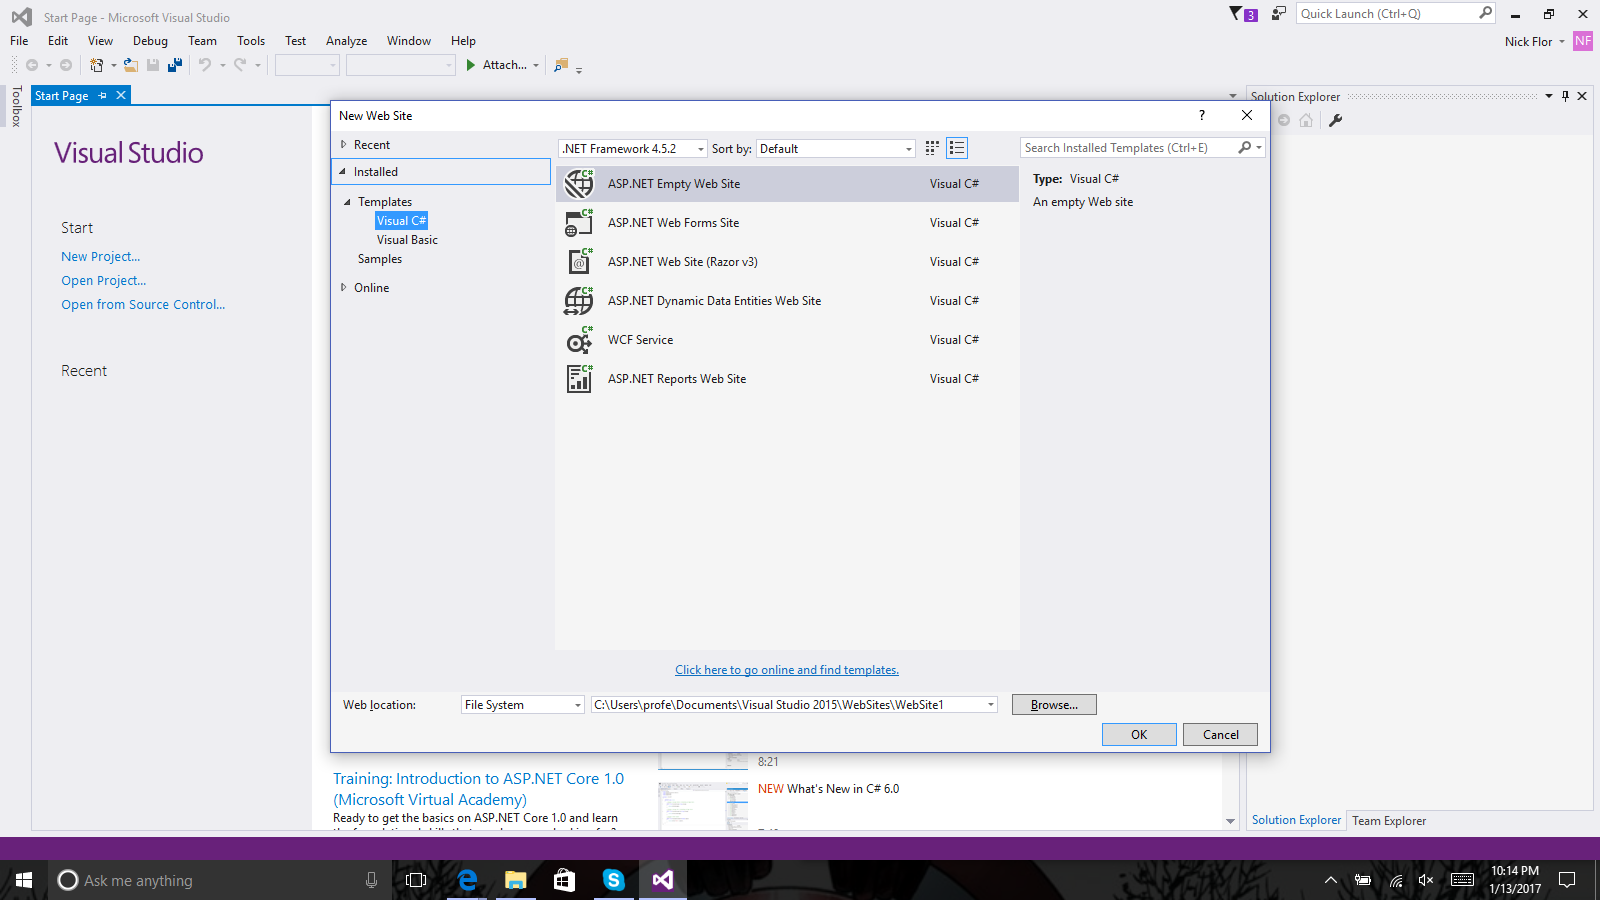 Start Page - Microsoft Visual Studio
3
Quick Launch (Ctrl+Q)
File Edit View Debug Team Tools Test Analyze Window Help
Nick Flor NF
Attach...
Toolbox
Start Page
Solution Explorer
Visual Studio
Start
New Project...
Open Project...
Open from Source Control...
Recent
New Web Site
?
Recent
Installed
Templates
Visual C#
Visual Basic
Samples
Online
.NET Framework 4.5.2 Sort by: Default
Search Installed Templates (Ctrl+E)
C# ASP.NET Empty Web Site Visual C#
C# ASP.NET Web Forms Site Visual C#
C# @ ASP.NET Web Site (Razor v3) Visual C#
C# ASP.NET Dynamic Data Entities Web Site Visual C#
C# WCF Service Visual C#
C# ASP.NET Reports Web Site Visual C#
Type: Visual C#
An empty Web site
Click here to go online and find templates.
Web location: File System C:\Users\profe\Documents\Visual Studio 2015\WebSites\WebSite1 Browse...
OK Cancel
Training: Introduction to ASP.NET Core 1.0
(Microsoft Virtual Academy)
Ready to get the basics on ASP.NET Core 1.0 and learn
8:21
NEW What's New in C# 6.0
Solution Explorer Team Explorer
Ask me anything
10:14 PM
1/13/2017